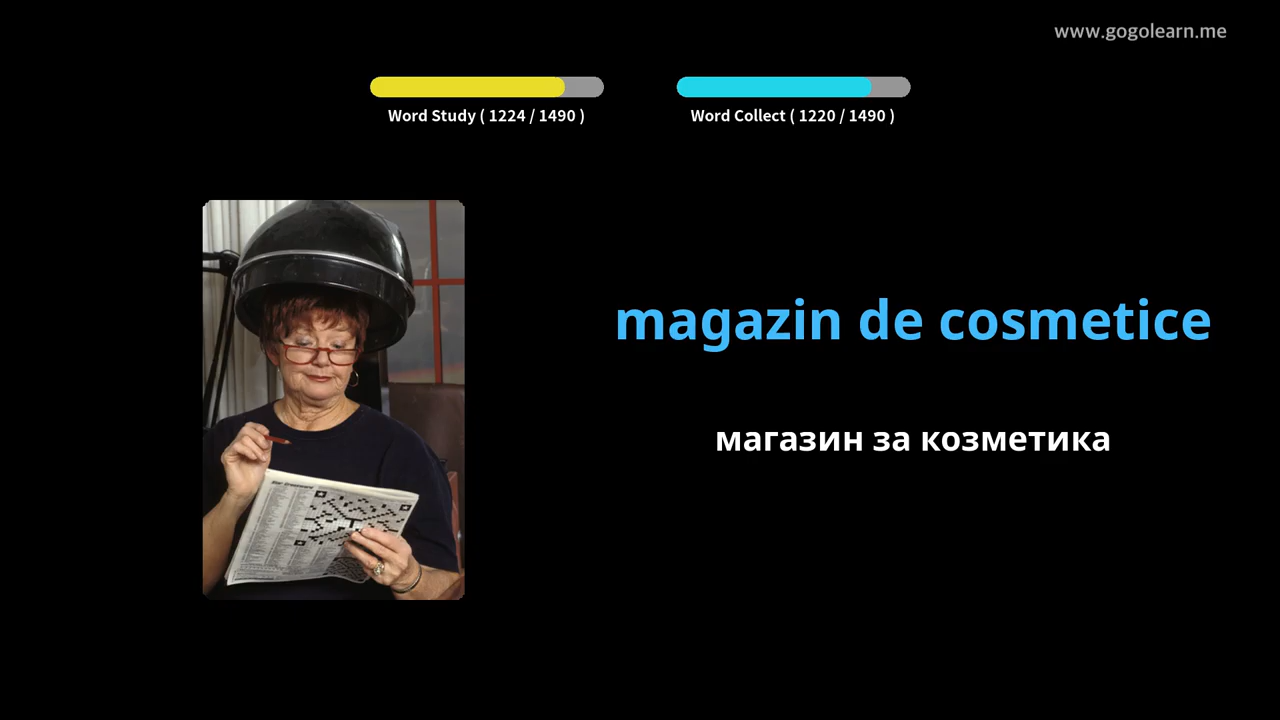 www.gogolearn.me
Word Study ( 1224 / 1490 )
Word Collect ( 1220 / 1490 )
magazin de cosmetice
магазин за козметика